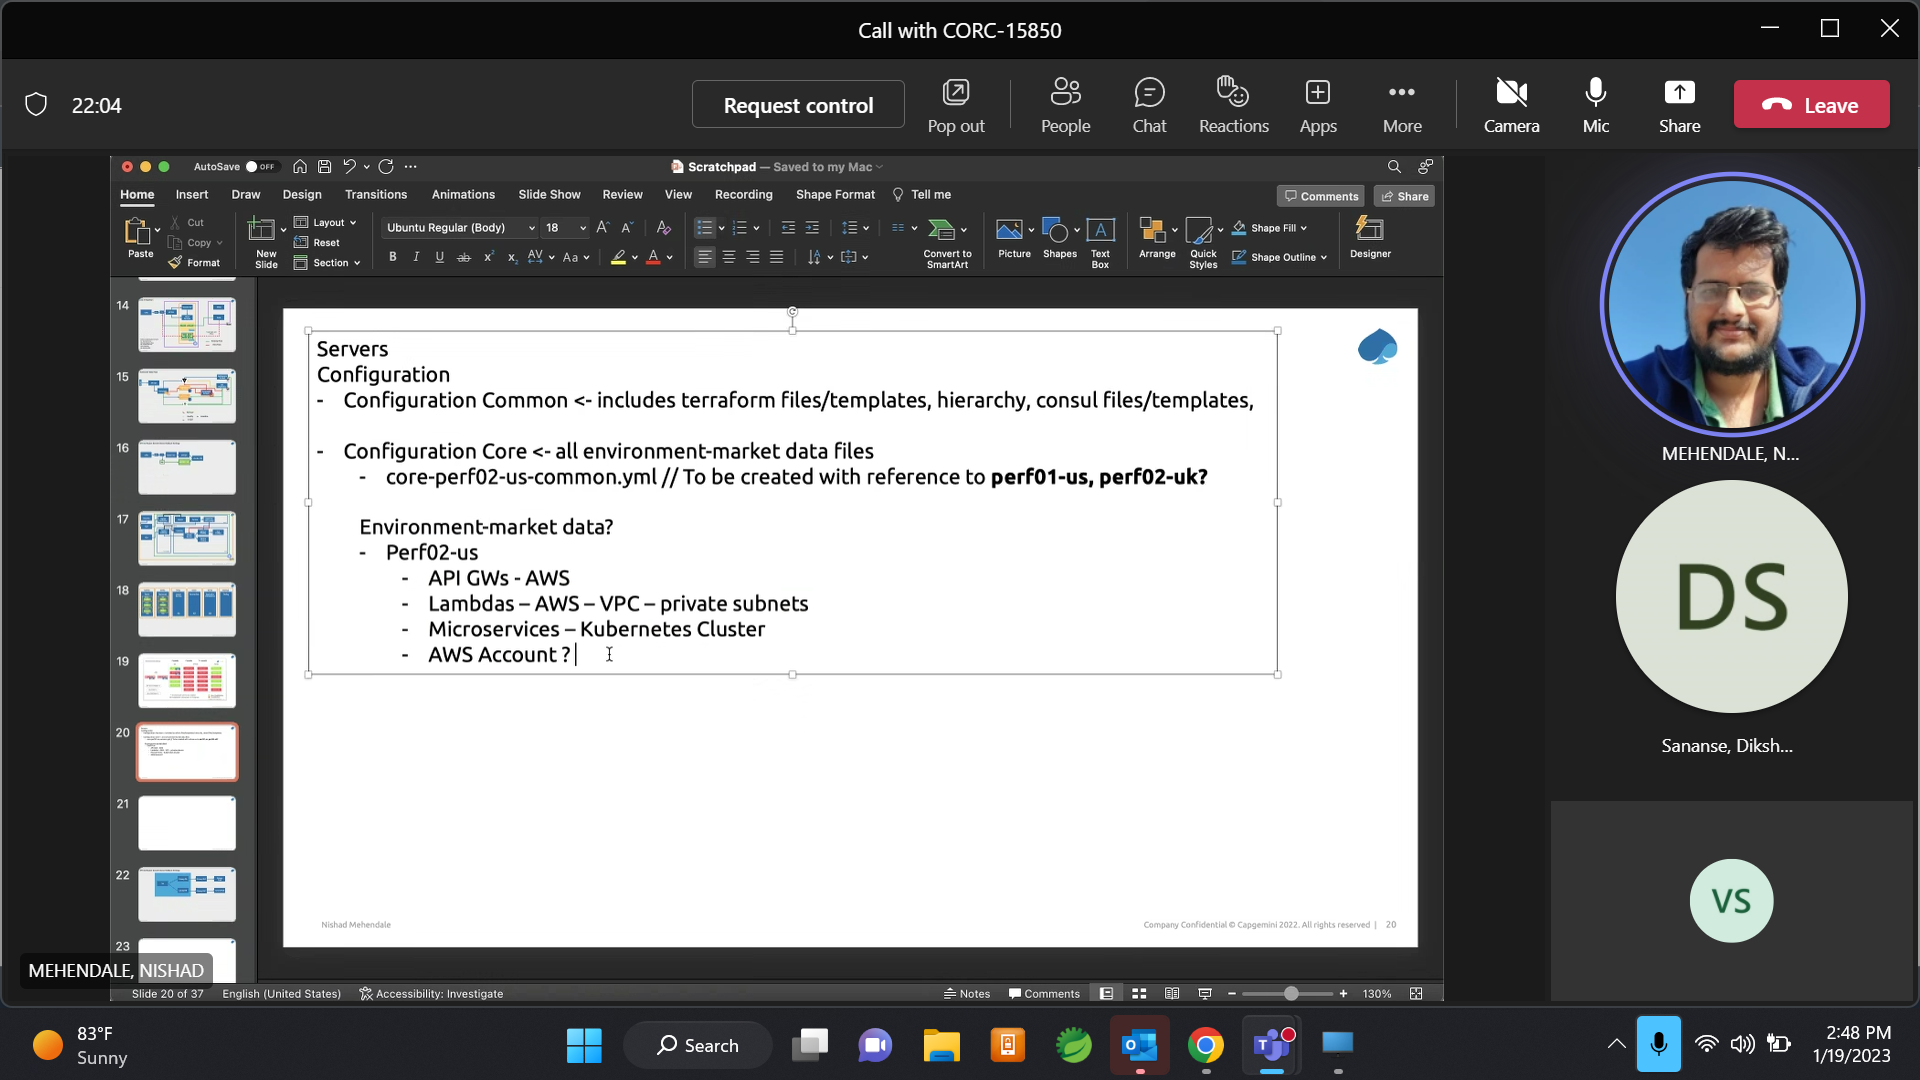 Call with CORC-15850
22:04
Request control
Pop out
People
Chat
Reactions
Apps
More
Camera
Mic
Share
Leave
AutoSave
OFF
Scratchpad — Saved to my Mac
Home
Insert
Draw
Design
Transitions
Animations
Slide Show
Review
View
Recording
Shape Format
Tell me
Comments
Share
Paste
Cut
Copy
Format
New
Slide
Layout
Reset
Section
Ubuntu Regular (Body)
18
Convert to
SmartArt
Picture
Shapes
Text
Box
Arrange
Quick
Styles
Shape Fill
Shape Outline
Designer
14
15
16
17
18
19
20
21
22
23
Servers
Configuration
- Configuration Common <- includes terraform files/templates, hierarchy, consul files/templates,
- Configuration Core <- all environment-market data files
- core-perf02-us-common.yml // To be created with reference to perf01-us, perf02-uk?
Environment-market data?
- Perf02-us
- API GWs - AWS
- Lambdas – AWS – VPC – private subnets
- Microservices – Kubernetes Cluster
- AWS Account ?
Nishad Mehendale
Company Confidential © Capgemini 2022. All rights reserved | 20
MEHENDALE, N...
DS
Sananse, Diksh...
VS
MEHENDALE, NISHAD
Slide 20 of 37
English (United States)
Accessibility: Investigate
Notes
Comments
130%
83°F
Sunny
Search
2:48 PM
1/19/2023